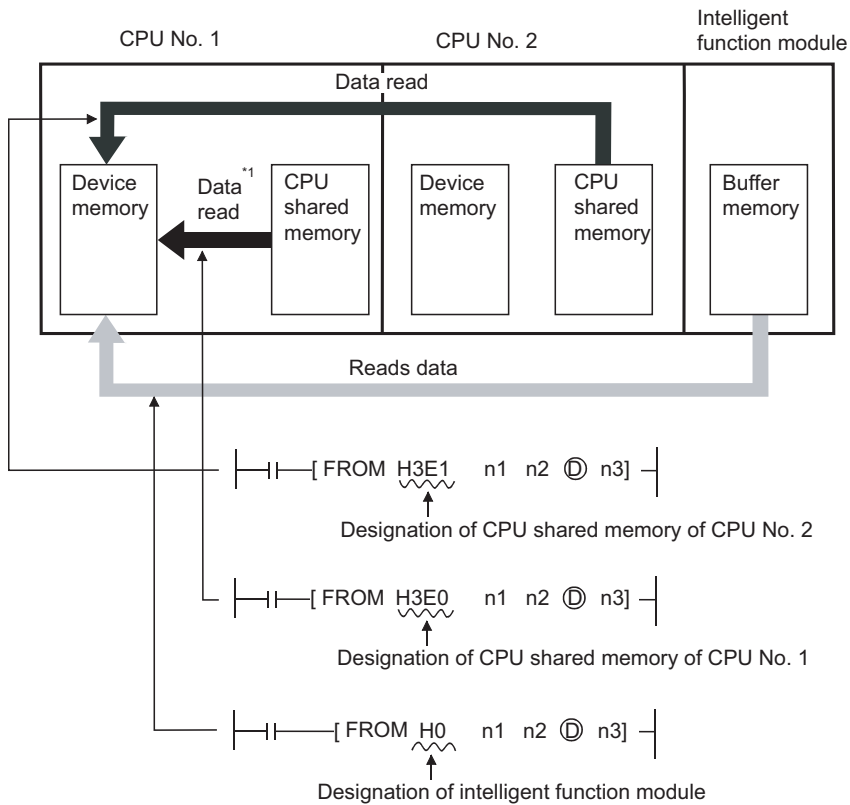 CPU No. 1
CPU No. 2
Intelligent
function module
Data read
Device
memory
Data *1
read
CPU
shared
memory
Device
memory
CPU
shared
memory
Buffer
memory
Reads data
[ FROM H3E1 n1 n2 Ⓓ n3]
Designation of CPU shared memory of CPU No. 2
[ FROM H3E0 n1 n2 Ⓓ n3]
Designation of CPU shared memory of CPU No. 1
[ FROM H0 n1 n2 Ⓓ n3]
Designation of intelligent function module